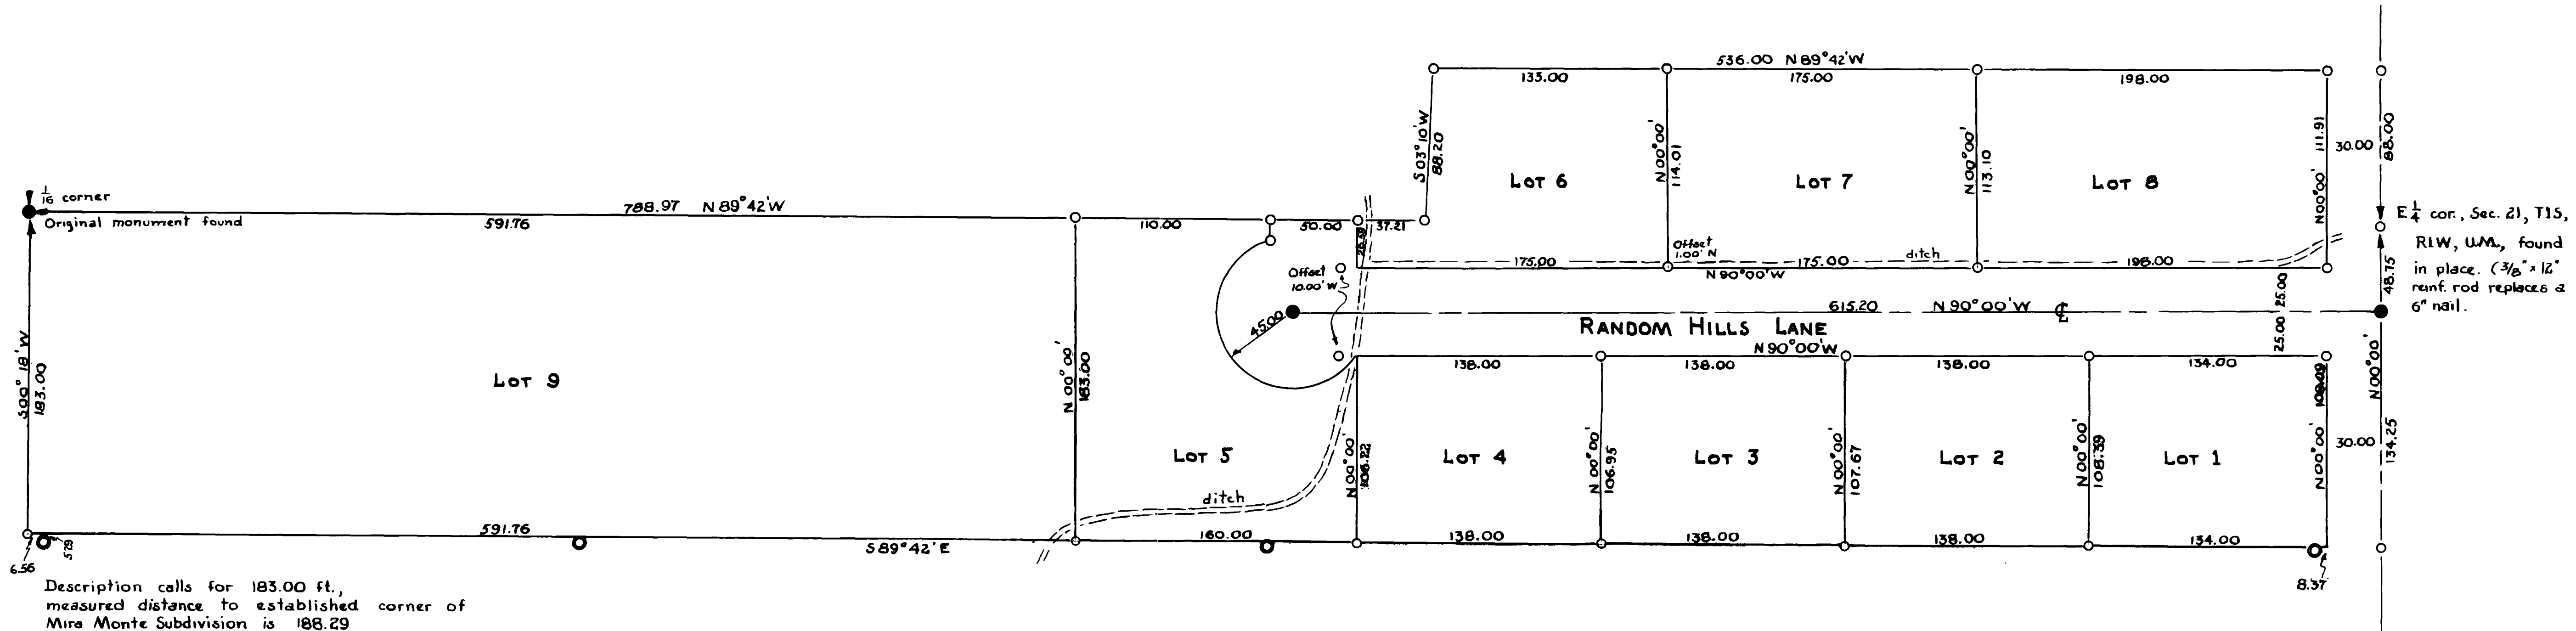 536.00 N 89°42'W
133.00
175.00
198.00
S 03°10'W
88.20
N 00°00'
114.01
N 00°00'
113.10
N 00°00'
111.91
30.00
88.00
LOT 6
LOT 7
LOT 8
1/16 corner
Original monument found
788.97 N 89°42'W
591.76
110.00
50.00
37.21
E 1/4 cor., Sec. 21, T1S,
R1W, U.M., found
in place. (3/8" x 12"
reinf. rod replaces a
6" nail.
48.75
Offset
1.00' N
175.00
175.00
ditch
198.00
N 90°00'W
Offset
10.00' W
45.00
615.20 N 90°00'W ℄
25.00
25.00
RANDOM HILLS LANE
N 90°00'W
138.00
138.00
138.00
134.00
S00°18'W
183.00
LOT 9
N 00°00'
183.00
LOT 5
ditch
N 00°00'
106.22
LOT 4
N 00°00'
106.95
LOT 3
N 00°00'
107.67
LOT 2
N 00°00'
108.39
LOT 1
N 00°00'
30.00
N 00°00'
134.25
591.76
S 89°42'E
160.00
138.00
138.00
138.00
134.00
6.56
5.29
8.37
Description calls for 183.00 ft.,
measured distance to established corner of
Mira Monte Subdivision is 188.29